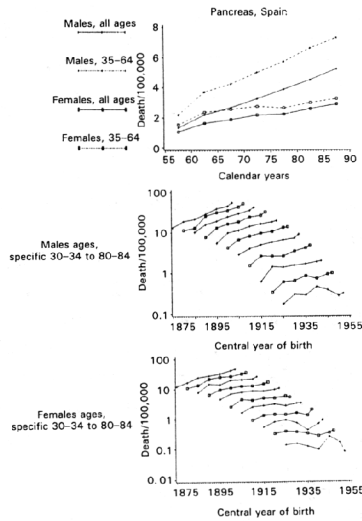 Pancreas, Spain
Males, all ages
Males, 35–64
Females, all ages
Females, 35–64
Death/100,000
8
6
4
2
0
55 60 65 70 75 80 85 90
Calendar years
Males ages,
specific 30–34 to 80–84
Death/100,000
100
10
1
0.1
1875 1895 1915 1935 1955
Central year of birth
Females ages,
specific 30–34 to 80–84
Death/100,000
100
10
1
0.1
0.01
1875 1895 1915 1935 1955
Central year of birth